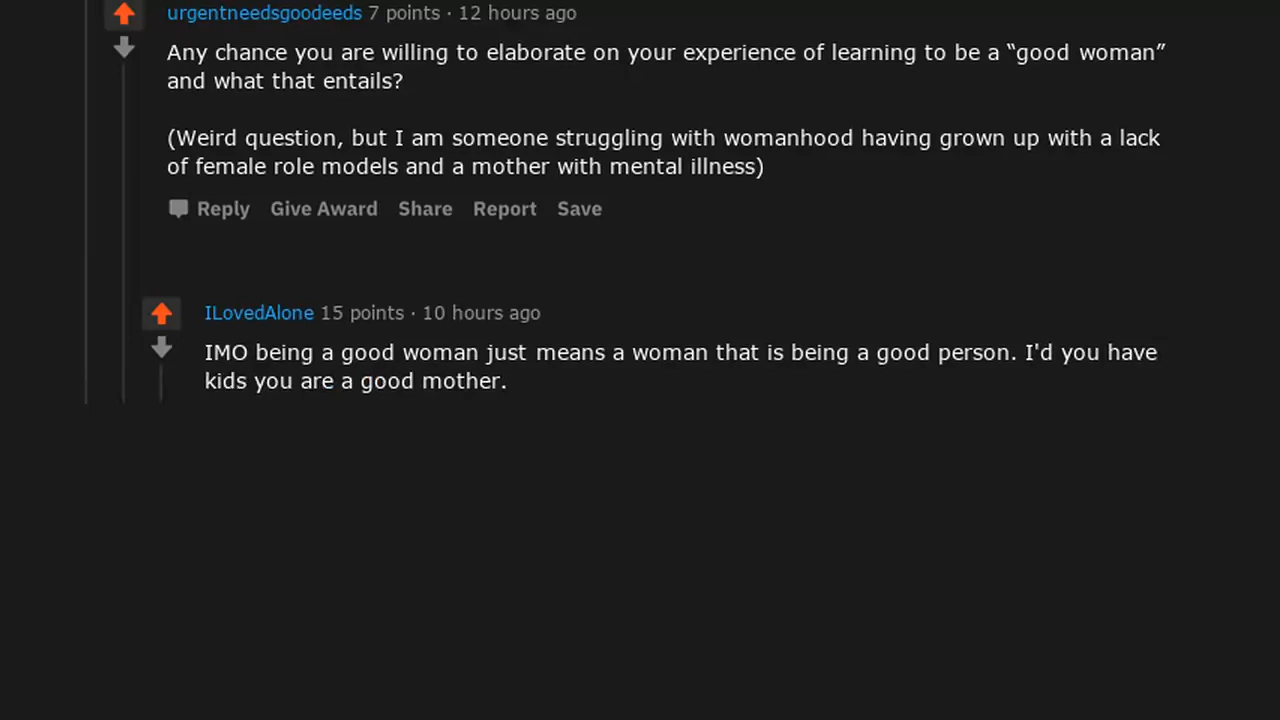 urgentneedsgoodeeds 7 points · 12 hours ago
Any chance you are willing to elaborate on your experience of learning to be a “good woman”
and what that entails?
(Weird question, but I am someone struggling with womanhood having grown up with a lack
of female role models and a mother with mental illness)
Reply Give Award Share Report Save
ILovedAlone 15 points · 10 hours ago
IMO being a good woman just means a woman that is being a good person. I'd you have
kids you are a good mother.